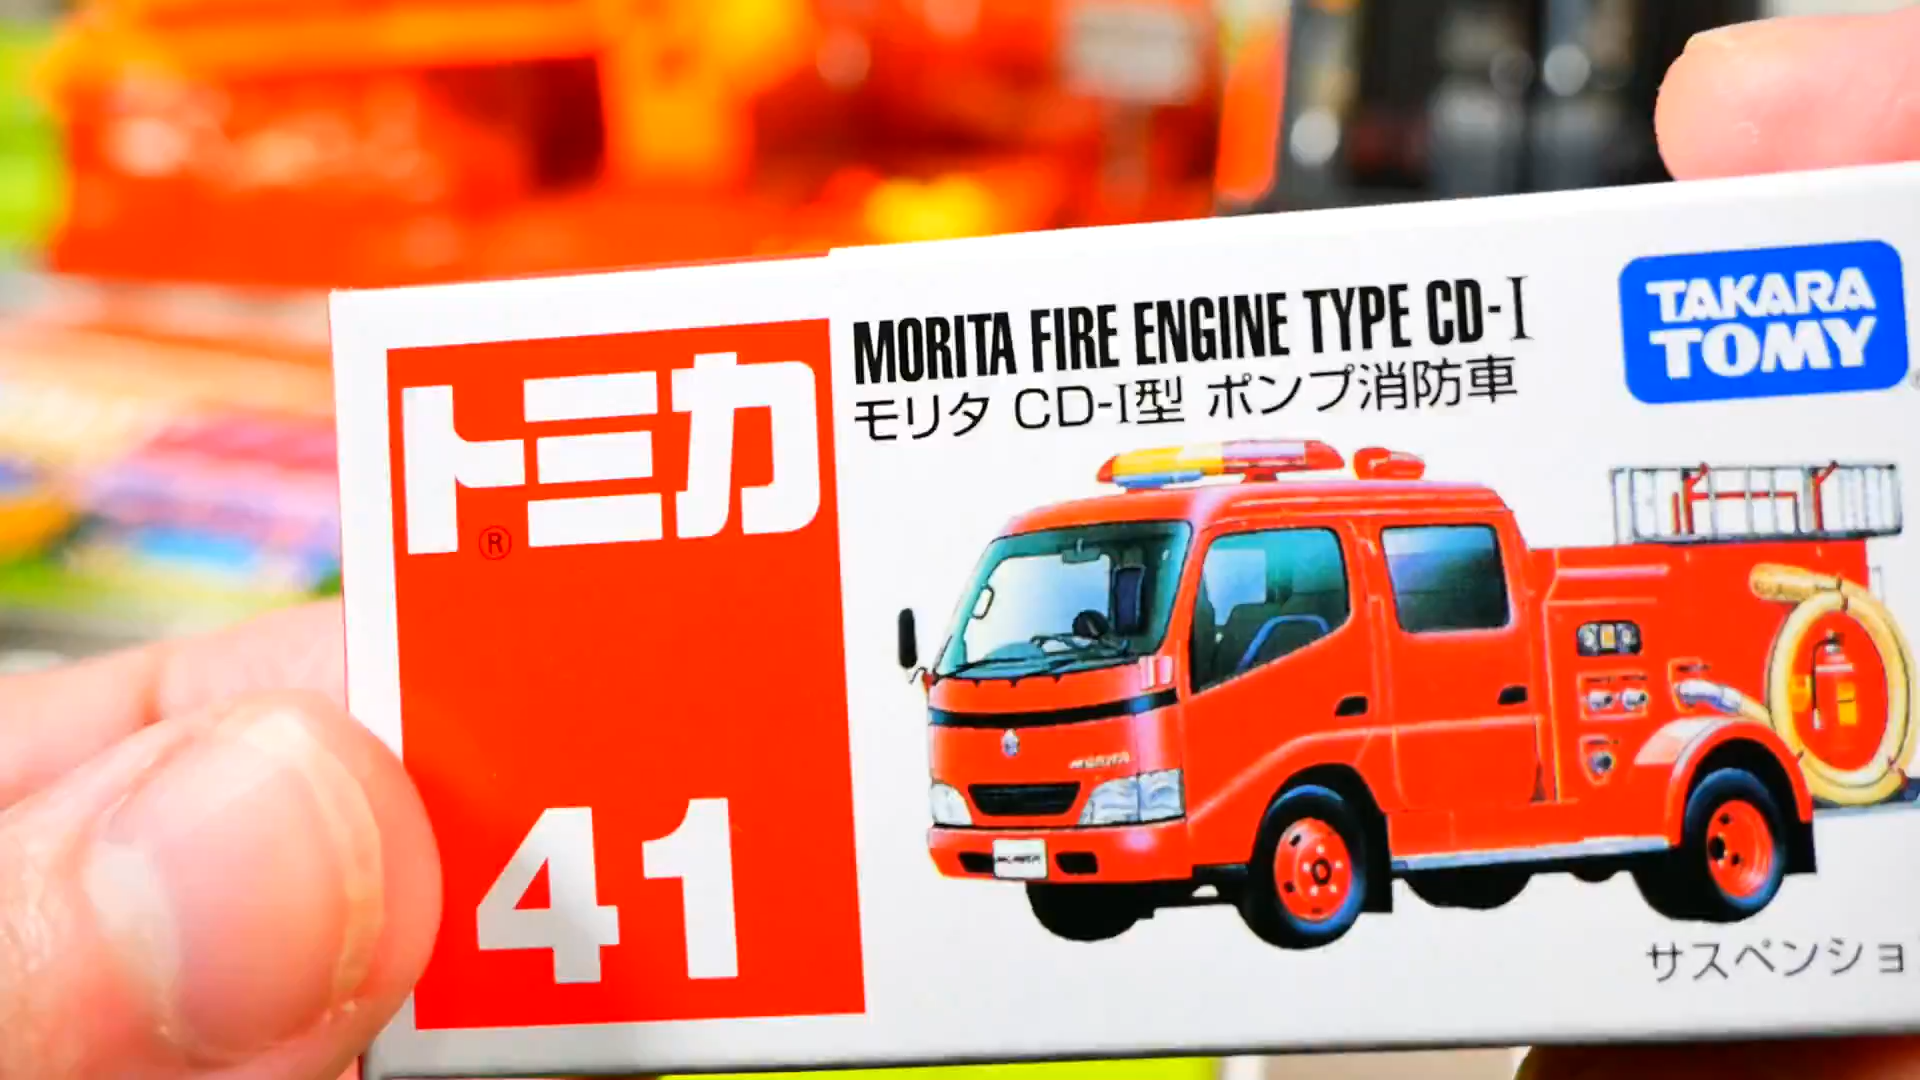 トミカ
®
41
MORITA FIRE ENGINE TYPE CD-I
モリタ CD-I型 ポンプ消防車
TAKARA
TOMY
サスペンショ